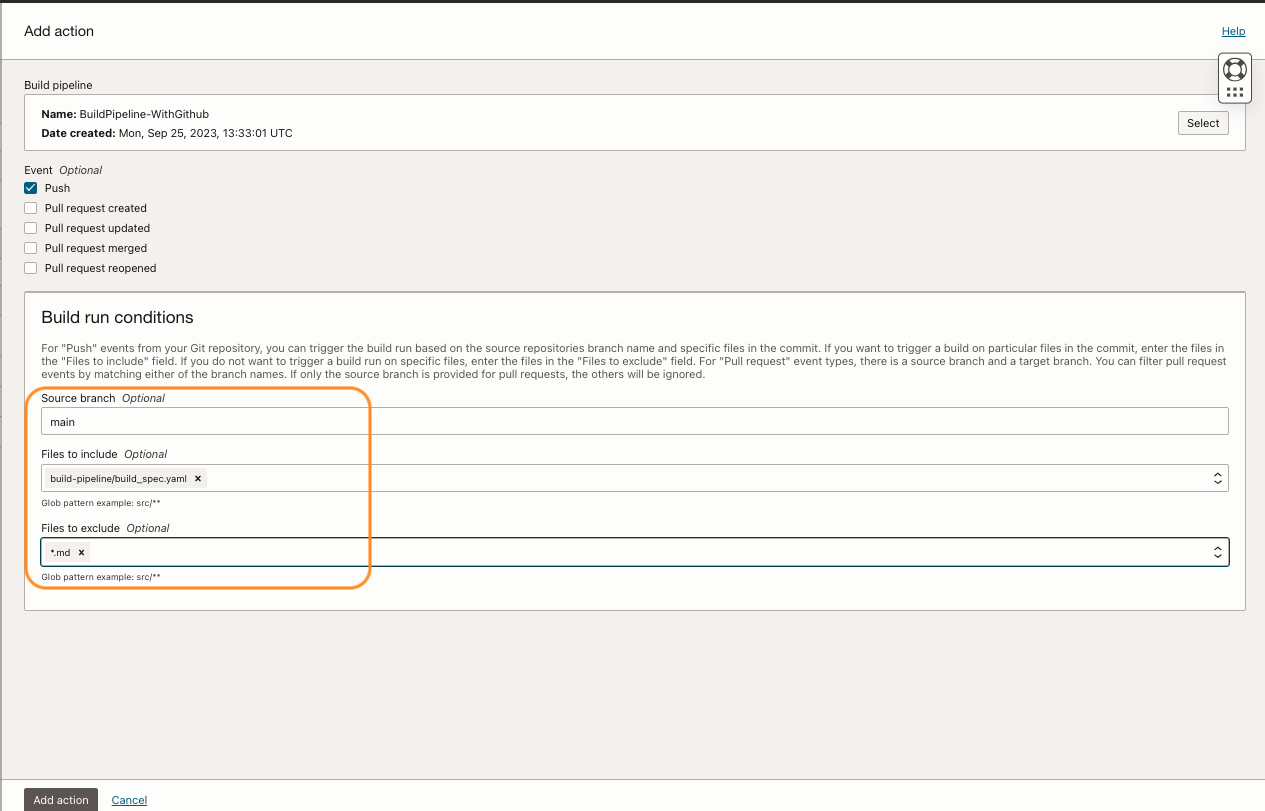 Add action
Help
Build pipeline
Name: BuildPipeline-WithGithub
Date created: Mon, Sep 25, 2023, 13:33:01 UTC
Select
Event Optional
Push
Pull request created
Pull request updated
Pull request merged
Pull request reopened
Build run conditions
For "Push" events from your Git repository, you can trigger the build run based on the source repositories branch name and specific files in the commit. If you want to trigger a build on particular files in the commit, enter the files in
the "Files to include" field. If you do not want to trigger a build run on specific files, enter the files in the "Files to exclude" field. For "Pull request" event types, there is a source branch and a target branch. You can filter pull request
events by matching either of the branch names. If only the source branch is provided for pull requests, the others will be ignored.
Source branch Optional
main
Files to include Optional
build-pipeline/build_spec.yaml ×
Glob pattern example: src/**
Files to exclude Optional
*.md ×
Glob pattern example: src/**
Add action
Cancel